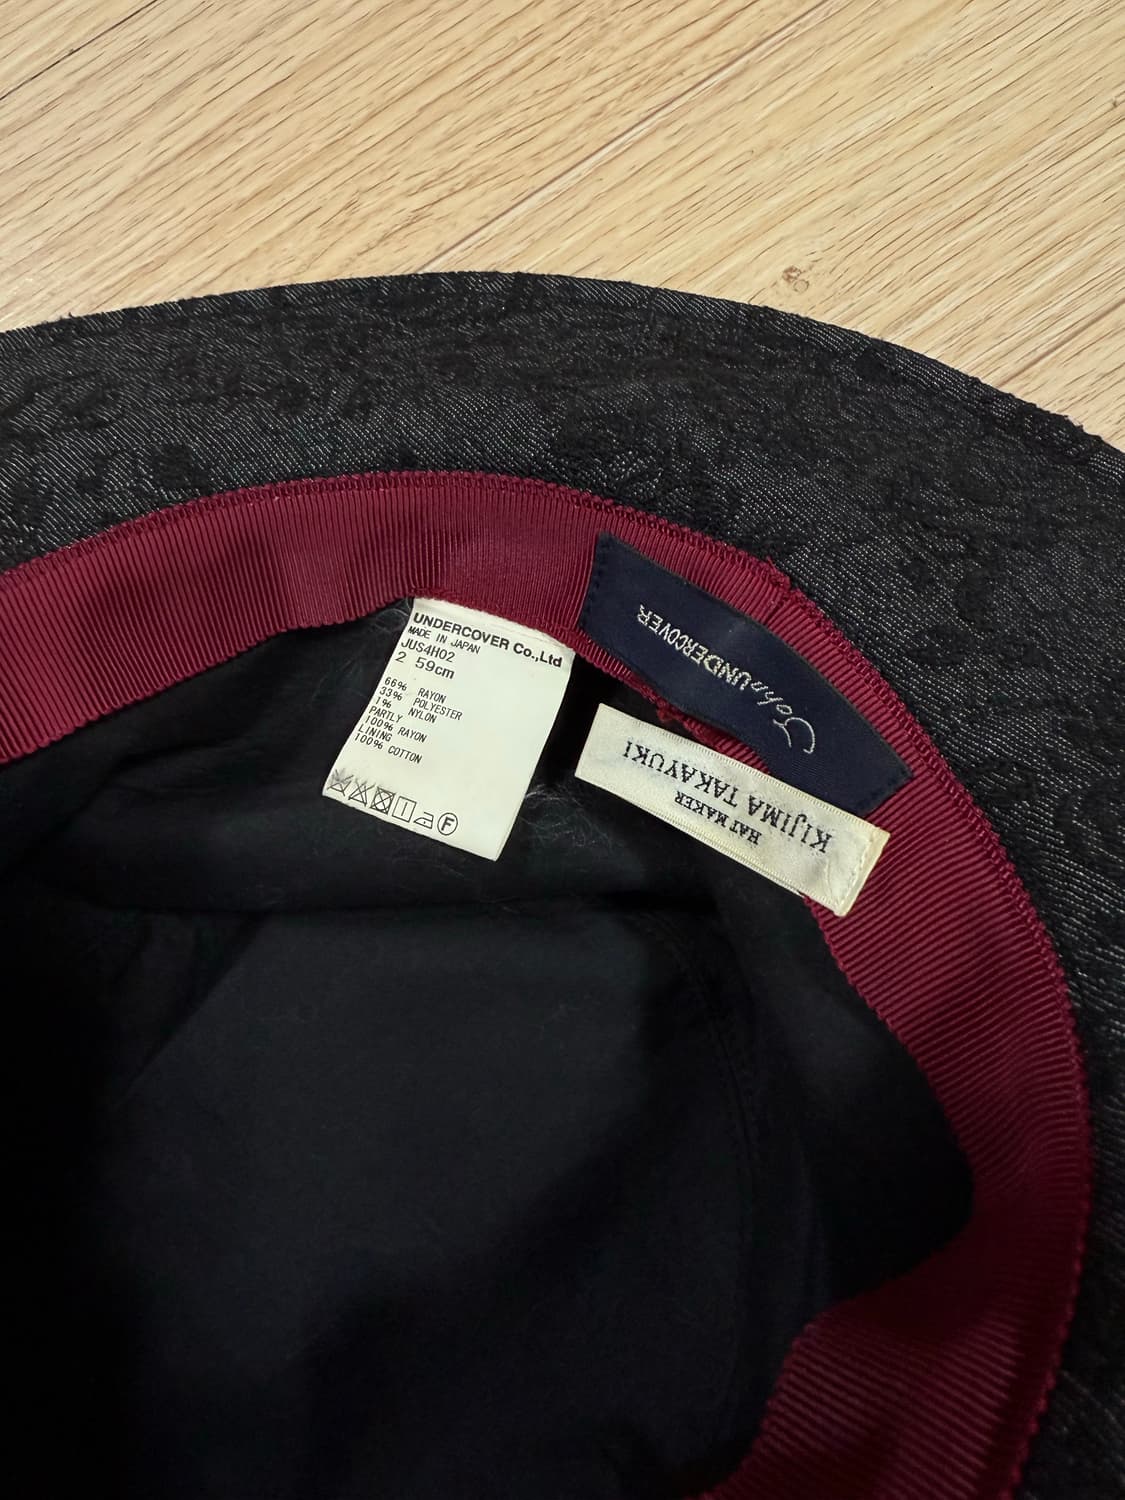 UNDERCOVER Co.,Ltd
MADE IN JAPAN
JUS4H02
2 59cm
66% RAYON
33% POLYESTER
1% NYLON
PARTLY
100% RAYON
LINING
100% COTTON
F
JohnUNDERCOVER
HAT MAKER
KIJIMA TAKAYUKI